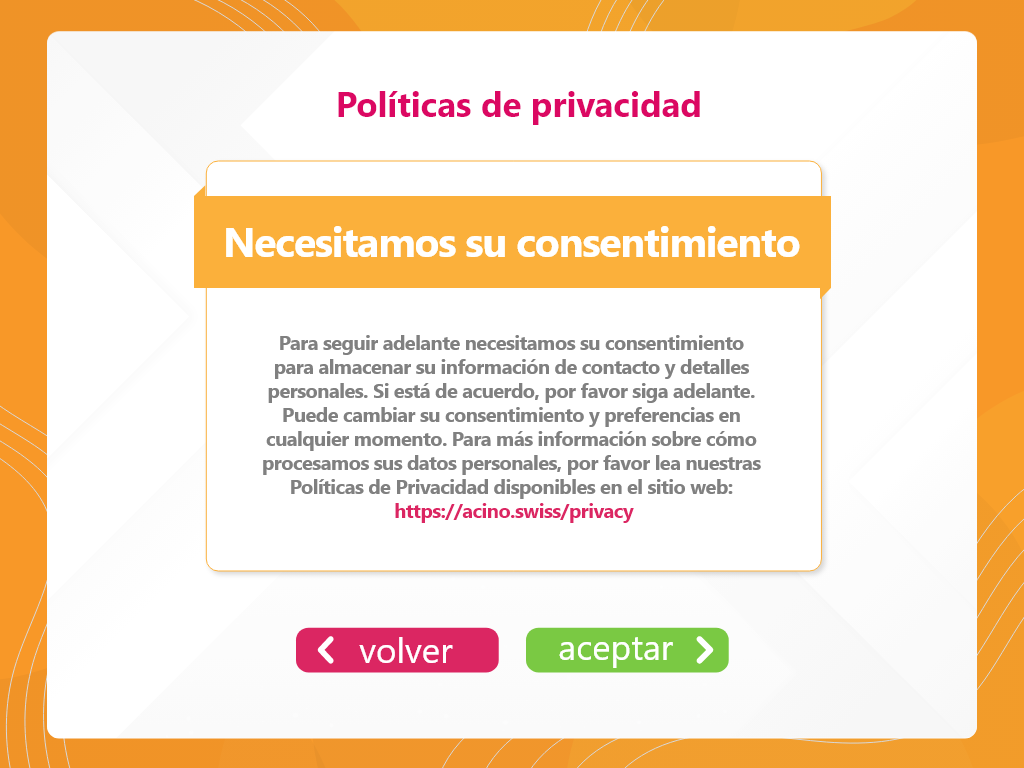 Políticas de privacidad
Necesitamos su consentimiento
Para seguir adelante necesitamos su consentimiento
para almacenar su información de contacto y detalles
personales. Si está de acuerdo, por favor siga adelante.
Puede cambiar su consentimiento y preferencias en
cualquier momento. Para más información sobre cómo
procesamos sus datos personales, por favor lea nuestras
Políticas de Privacidad disponibles en el sitio web:
https://acino.swiss/privacy
volver
aceptar